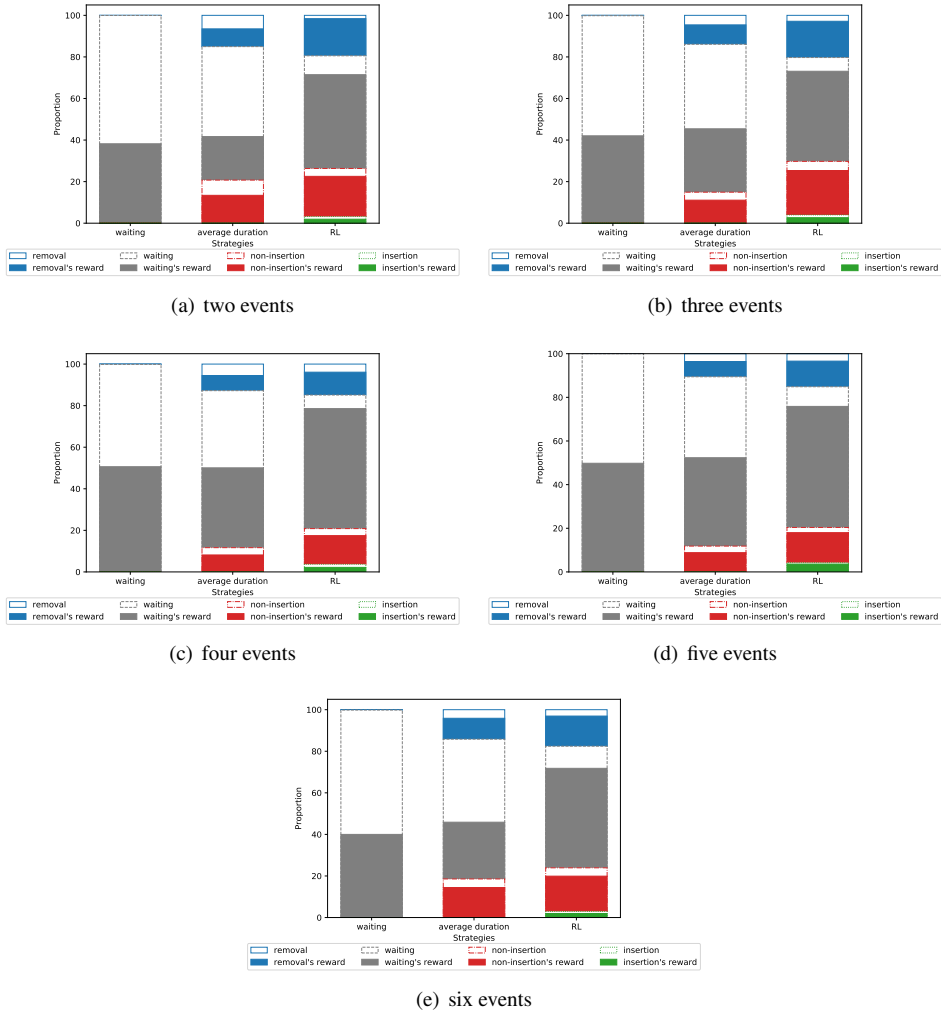 100
80
60
40
20
0
Proportion
waiting average duration RL
Strategies
removal waiting non-insertion insertion
removal's reward waiting's reward non-insertion's reward insertion's reward
(a) two events
100
80
60
40
20
0
Proportion
waiting average duration RL
Strategies
removal waiting non-insertion insertion
removal's reward waiting's reward non-insertion's reward insertion's reward
(b) three events
100
80
60
40
20
0
Proportion
waiting average duration RL
Strategies
removal waiting non-insertion insertion
removal's reward waiting's reward non-insertion's reward insertion's reward
(c) four events
100
80
60
40
20
0
Proportion
waiting average duration RL
Strategies
removal waiting non-insertion insertion
removal's reward waiting's reward non-insertion's reward insertion's reward
(d) five events
100
80
60
40
20
0
Proportion
waiting average duration RL
Strategies
removal waiting non-insertion insertion
removal's reward waiting's reward non-insertion's reward insertion's reward
(e) six events